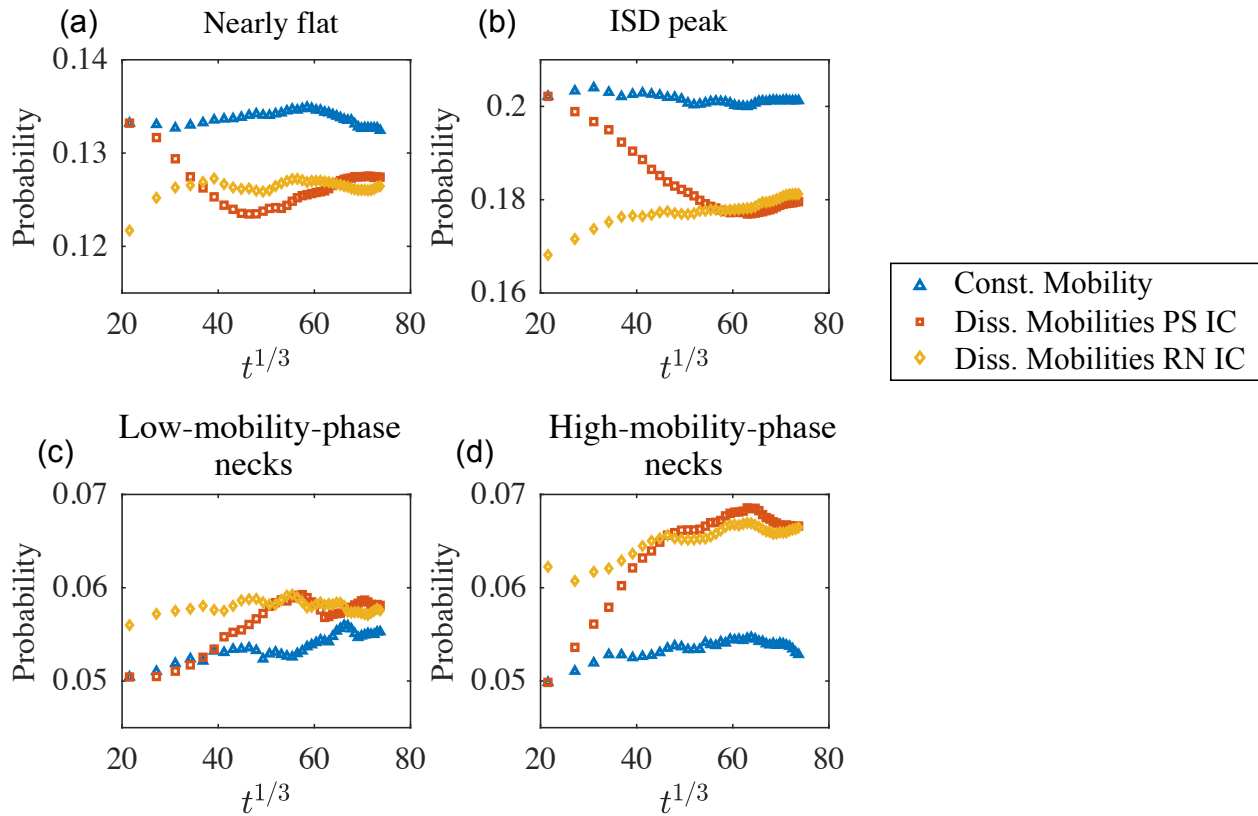 (a) Nearly flat
0.14
0.13
0.12
Probability
20 40 60 80
t^{1/3}
(b) ISD peak
0.2
0.18
0.16
Probability
20 40 60 80
t^{1/3}
Const. Mobility
Diss. Mobilities PS IC
Diss. Mobilities RN IC
(c) Low-mobility-phase
necks
0.07
0.06
0.05
Probability
20 40 60 80
t^{1/3}
(d) High-mobility-phase
necks
0.07
0.06
0.05
Probability
20 40 60 80
t^{1/3}